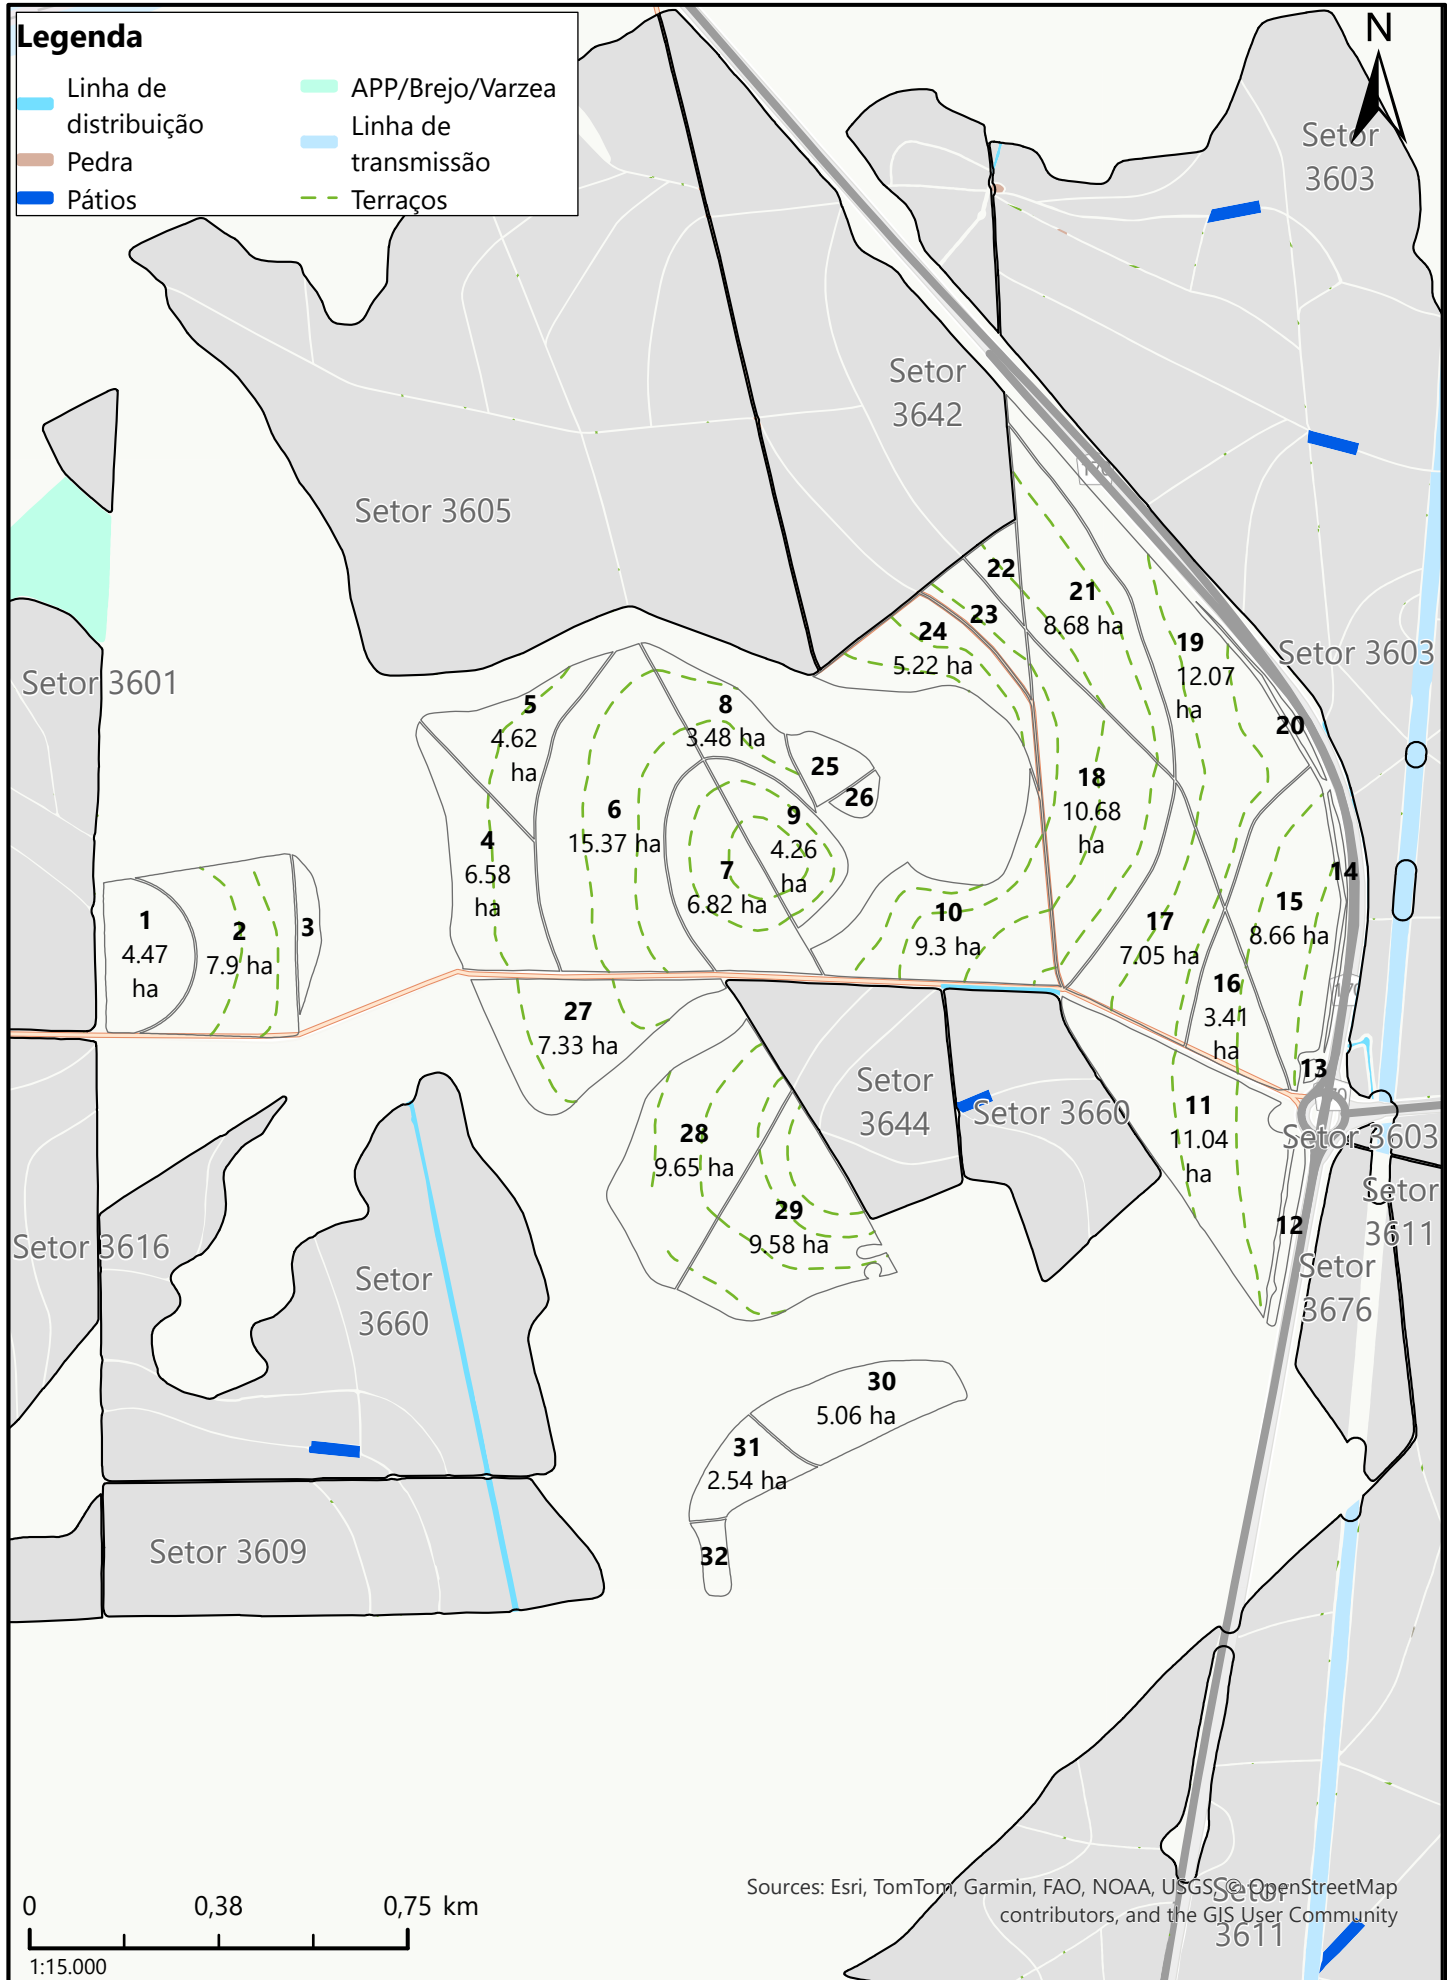 Legenda
Linha de
distribuição
Pedra
Pátios
APP/Brejo/Varzea
Linha de
transmissão
Terraços
N
Setor
3603
Setor
3642
Setor 3605
Setor 3601
Setor 3603
22
21
8.68 ha
23
24
5.22 ha
19
12.07
ha
20
5
4.62
ha
8
3.48 ha
25
26
18
10.68
ha
6
15.37 ha
9
4.26
ha
4
6.58
ha
7
6.82 ha
14
15
8.66 ha
1
4.47
ha
2
7.9 ha
3
10
9.3 ha
17
7.05 ha
16
3.41
ha
27
7.33 ha
13
Setor
3644
Setor 3660
11
11.04
ha
Setor 3603
28
9.65 ha
Setor
3611
29
9.58 ha
12
Setor 3616
Setor
3660
Setor
3676
30
5.06 ha
31
2.54 ha
32
Setor 3609
Sources: Esri, TomTom, Garmin, FAO, NOAA, USGS, © OpenStreetMap
contributors, and the GIS User Community
Setor
3611
0 0,38 0,75 km
1:15.000